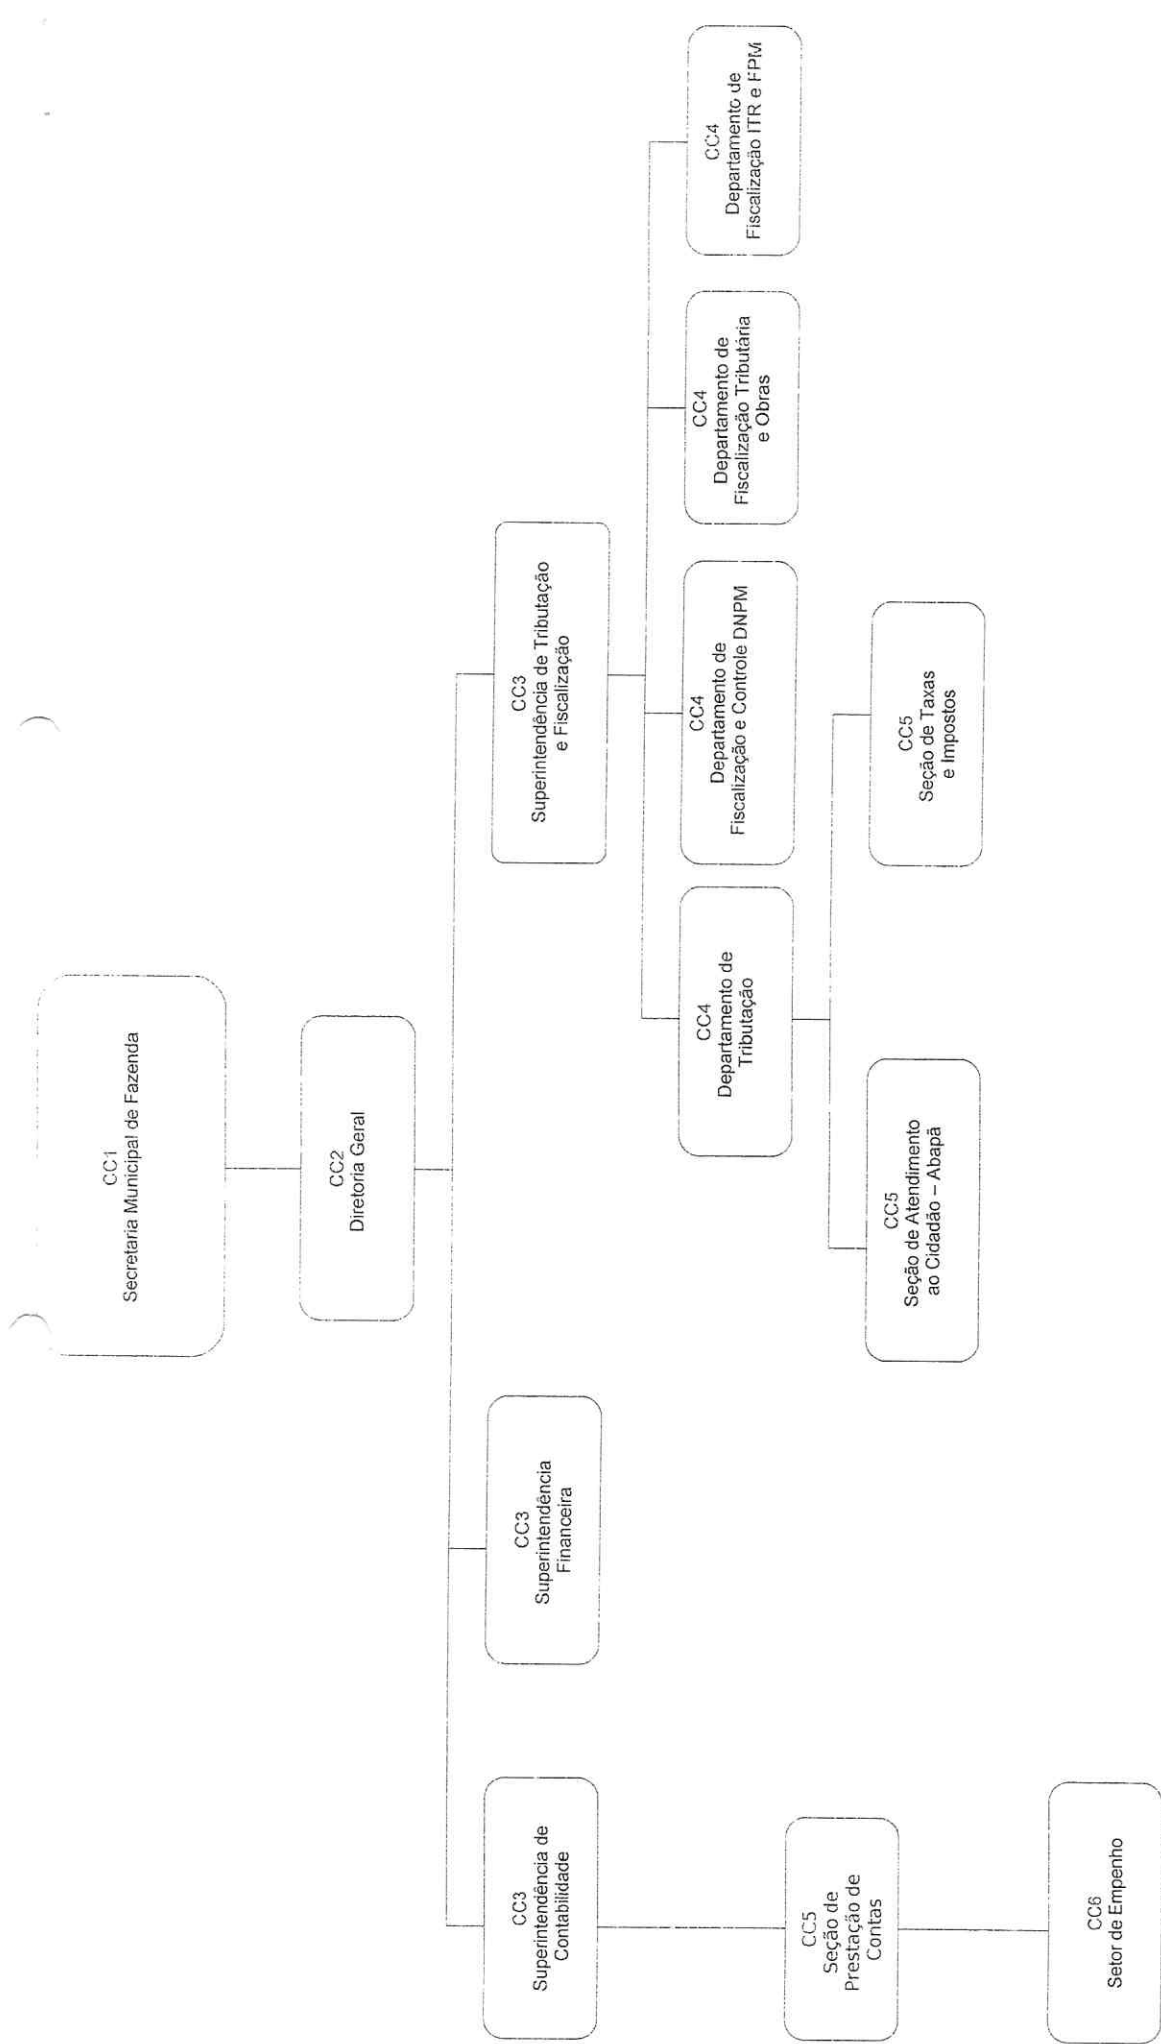 CC1
Secretaria Municipal de Fazenda
CC2
Diretoria Geral
CC3
Superintendência de
Contabilidade
CC3
Superintendência
Financeira
CC3
Superintendência de Tributação
e Fiscalização
CC4
Departamento de
Tributação
CC4
Departamento de
Fiscalização e Controle DNPM
CC4
Departamento de
Fiscalização Tributária
e Obras
CC4
Departamento de
Fiscalização ITR e FPM
CC5
Seção de
Prestação de
Contas
CC5
Seção de Atendimento
ao Cidadão – Abapã
CC5
Seção de Taxas
e Impostos
CC6
Setor de Empenho